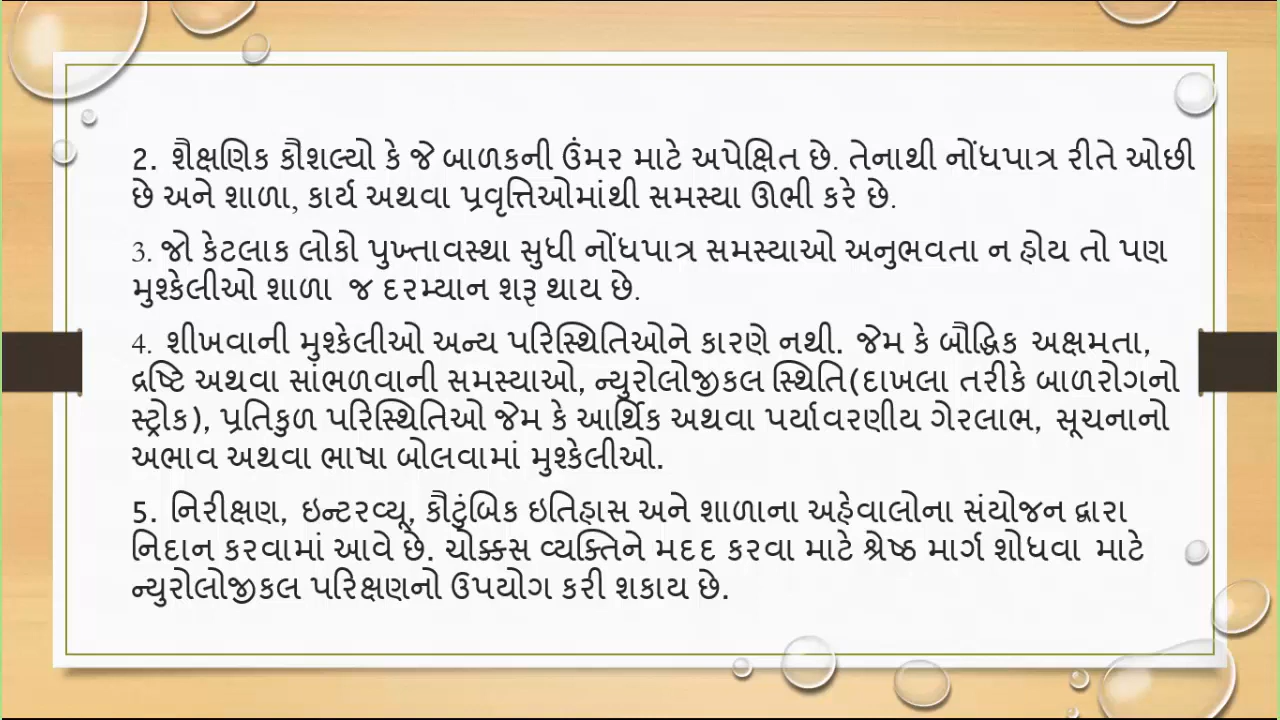 2. શૈક્ષણિક કૌશલ્યો કે જે બાળકની ઉંમર માટે અપેક્ષિત છે. તેનાથી નોંધપાત્ર રીતે ઓછી
છે અને શાળા, કાર્ય અથવા પ્રવૃત્તિઓમાંથી સમસ્યા ઊભી કરે છે.
3. જો કેટલાક લોકો પુખ્તાવસ્થા સુધી નોંધપાત્ર સમસ્યાઓ અનુભવતા ન હોય તો પણ
મુશ્કેલીઓ શાળા જ દરમ્યાન શરૂ થાય છે.
4. શીખવાની મુશ્કેલીઓ અન્ય પરિસ્થિતિઓને કારણે નથી. જેમ કે બૌદ્ધિક અક્ષમતા,
દ્રષ્ટિ અથવા સાંભળવાની સમસ્યાઓ, ન્યુરોલોજીકલ સ્થિતિ(દાખલા તરીકે બાળરોગનો
સ્ટ્રોક), પ્રતિકુળ પરિસ્થિતિઓ જેમ કે આર્થિક અથવા પર્યાવરણીય ગેરલાભ, સૂચનાનો
અભાવ અથવા ભાષા બોલવામાં મુશ્કેલીઓ.
5. નિરીક્ષણ, ઇન્ટરવ્યૂ, કૌટુંબિક ઇતિહાસ અને શાળાના અહેવાલોના સંયોજન દ્વારા
નિદાન કરવામાં આવે છે. ચોક્ક્સ વ્યક્તિને મદદ કરવા માટે શ્રેષ્ઠ માર્ગ શોધવા માટે
ન્યુરોલોજીકલ પરિક્ષણનો ઉપયોગ કરી શકાય છે.